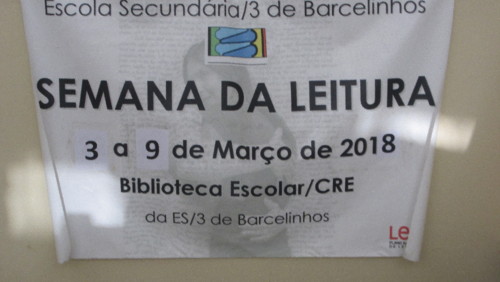 Escola Secundária/3 de Barcelinhos
SEMANA DA LEITURA
3 a 9 de Março de 2018
Biblioteca Escolar/CRE
da ES/3 de Barcelinhos
Le